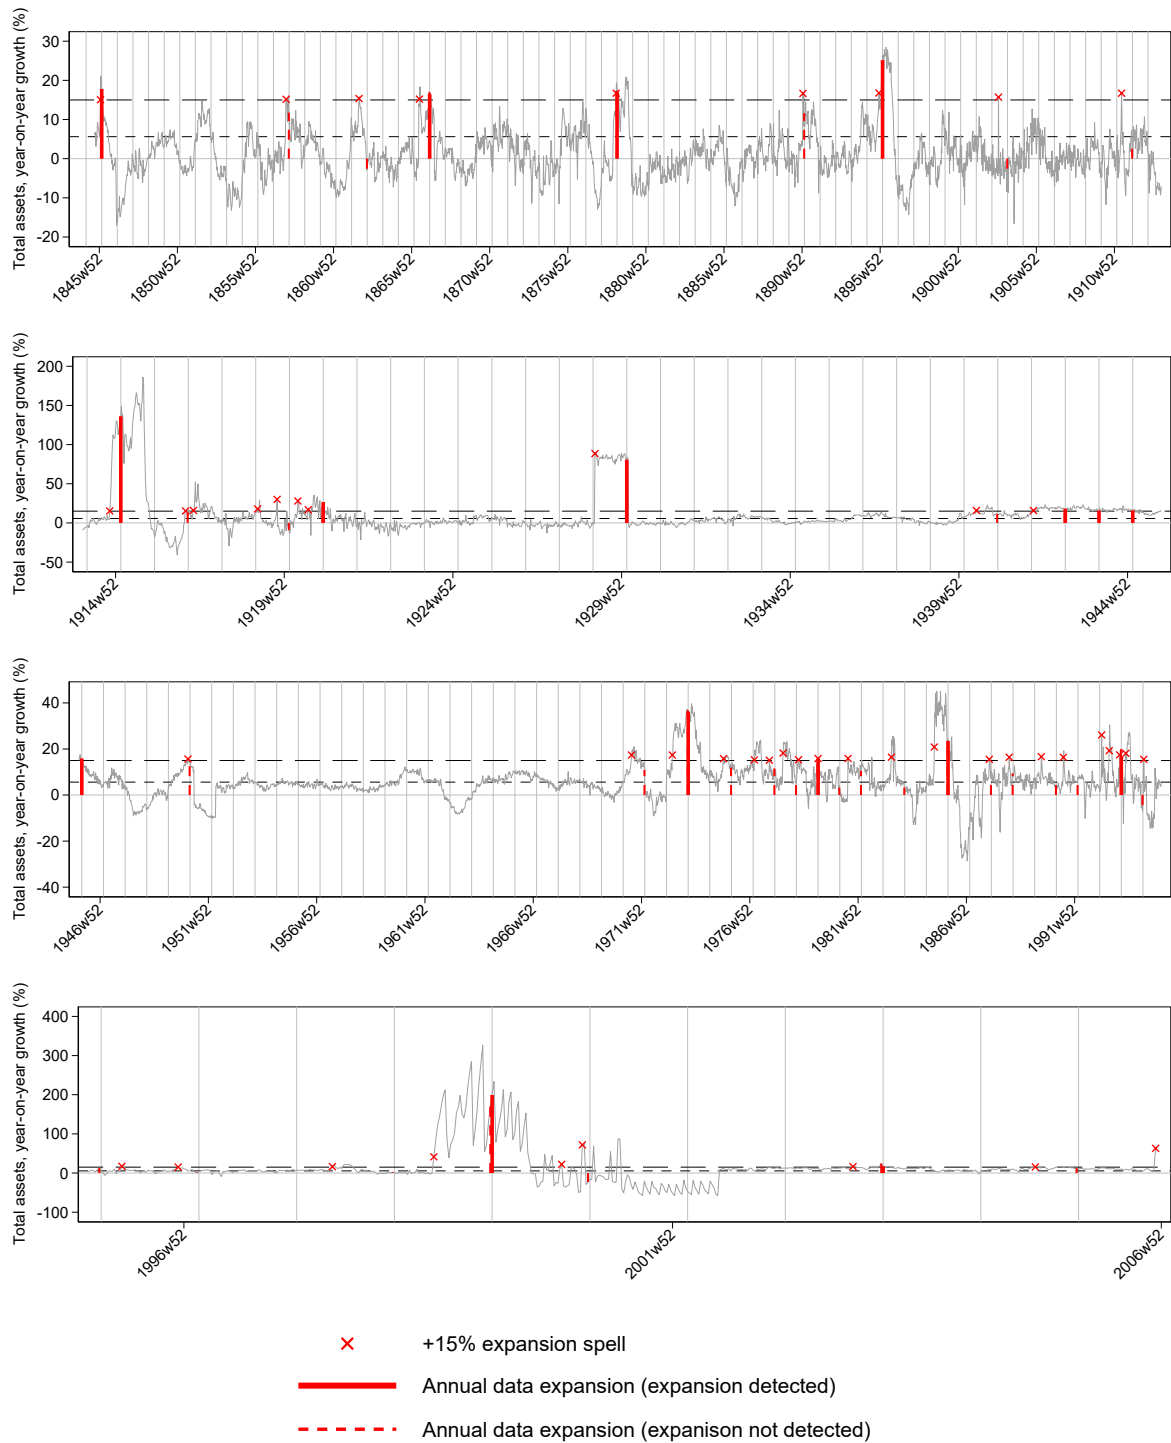 Total assets, year-on-year growth (%)
30
20
10
0
-10
-20
1845w52
1850w52
1855w52
1860w52
1865w52
1870w52
1875w52
1880w52
1885w52
1890w52
1895w52
1900w52
1905w52
1910w52
Total assets, year-on-year growth (%)
200
150
100
50
0
-50
1914w52
1919w52
1924w52
1929w52
1934w52
1939w52
1944w52
Total assets, year-on-year growth (%)
40
20
0
-20
-40
1946w52
1951w52
1956w52
1961w52
1966w52
1971w52
1976w52
1981w52
1986w52
1991w52
Total assets, year-on-year growth (%)
400
300
200
100
0
-100
1996w52
2001w52
2006w52
+15% expansion spell
Annual data expansion (expansion detected)
Annual data expansion (expanison not detected)